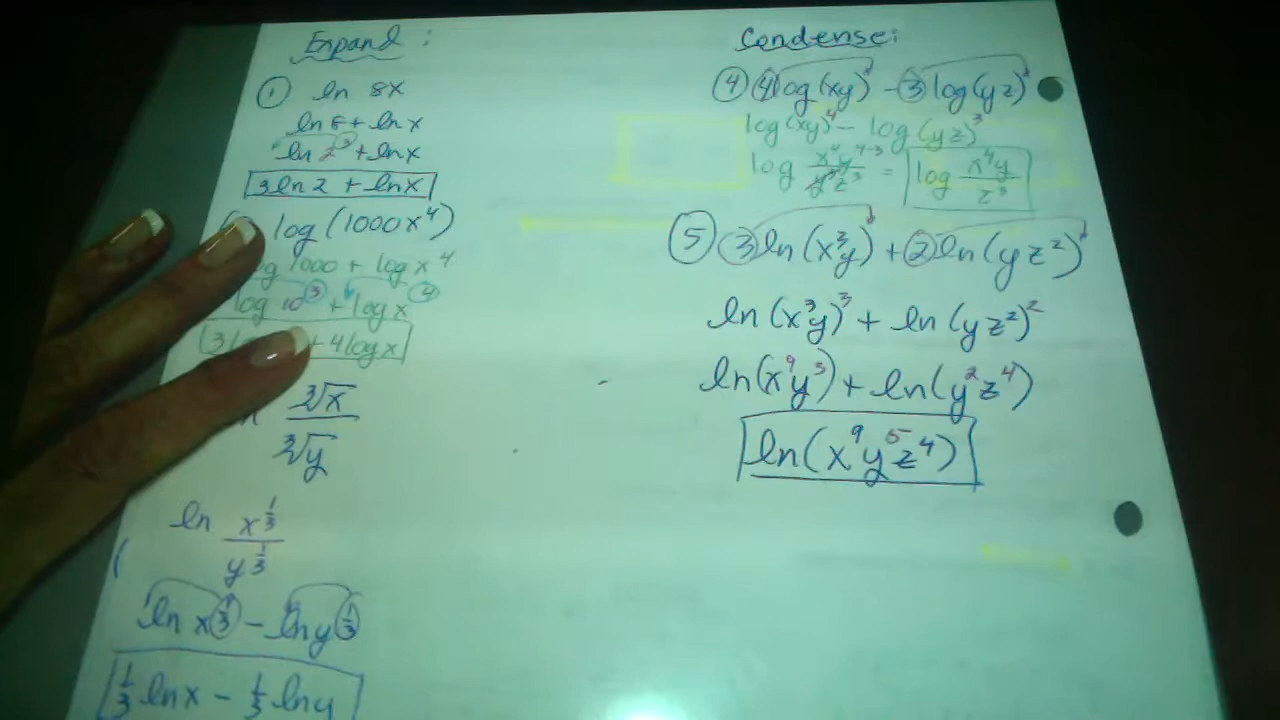 Expand:
① ln 8x
ln 8 + ln x
ln 2³ + ln x
3 ln 2 + ln x
log (1000x⁴)
1000 + log x⁴
log 10³ + log x⁴
+ 4 log x
∛x / ∛y
ln x^(1/3) / y^(1/3)
ln x^(1/3) − ln y^(1/3)
1/3 ln x − 1/3 ln y
Condense:
④ 4 log (xy) − 3 log (yz)
log (xy)⁴ − log (yz)³
log x⁴y⁴⁻³ / y³z³ = log x⁴y / z³
⑤ 3 ln (x³y) + 2 ln (yz²)
ln (x³y)³ + ln (yz²)²
ln (x⁹y³) + ln (y²z⁴)
ln (x⁹y⁵z⁴)